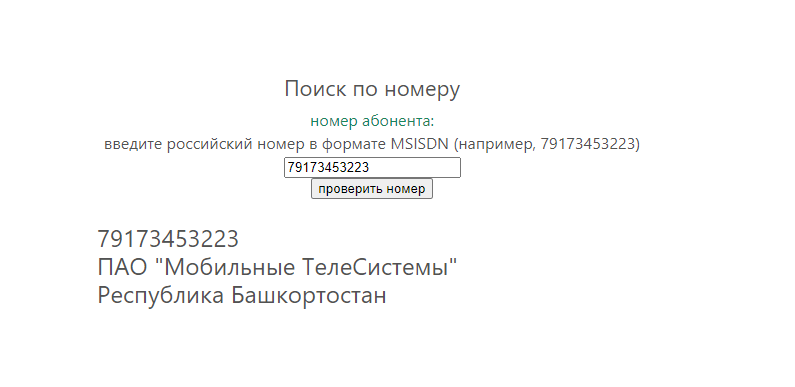 Поиск по номеру
номер абонента:
введите российский номер в формате MSISDN (например, 79173453223)
79173453223
проверить номер
79173453223
ПАО "Мобильные ТелеСистемы"
Республика Башкортостан